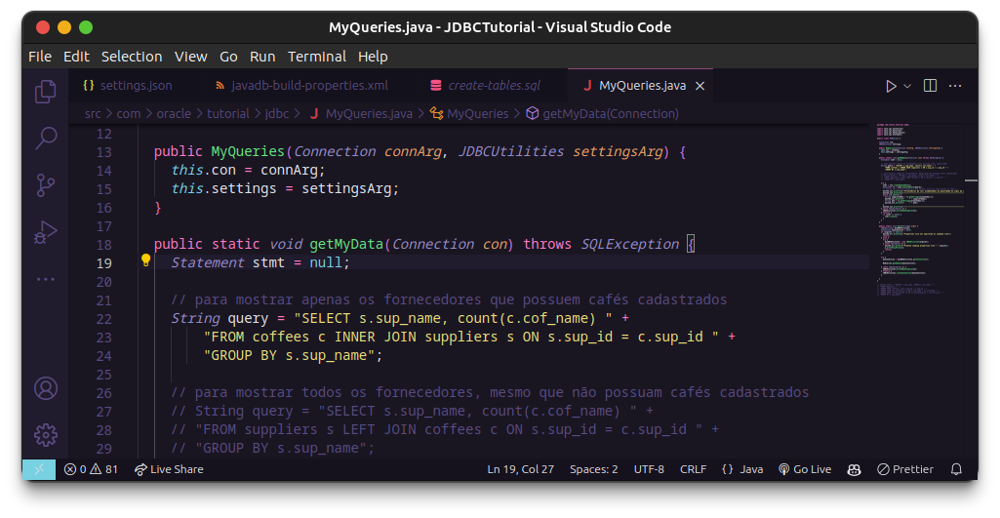 MyQueries.java - JDBCTutorial - Visual Studio Code
File Edit Selection View Go Run Terminal Help
{} settings.json javadb-build-properties.xml create-tables.sql J MyQueries.java
src > com > oracle > tutorial > jdbc > J MyQueries.java > MyQueries > getMyData(Connection)
12
13 public MyQueries(Connection connArg, JDBCUtilities settingsArg) {
14 this.con = connArg;
15 this.settings = settingsArg;
16 }
17
18 public static void getMyData(Connection con) throws SQLException {
19 Statement stmt = null;
20
21 // para mostrar apenas os fornecedores que possuem cafés cadastrados
22 String query = "SELECT s.sup_name, count(c.cof_name) " +
23 "FROM coffees c INNER JOIN suppliers s ON s.sup_id = c.sup_id " +
24 "GROUP BY s.sup_name";
25
26 // para mostrar todos os fornecedores, mesmo que não possuam cafés cadastrados
27 // String query = "SELECT s.sup_name, count(c.cof_name) " +
28 // "FROM suppliers s LEFT JOIN coffees c ON s.sup_id = c.sup_id " +
29 // "GROUP BY s.sup_name";
0 81 Live Share Ln 19, Col 27 Spaces: 2 UTF-8 CRLF {} Java Go Live Prettier